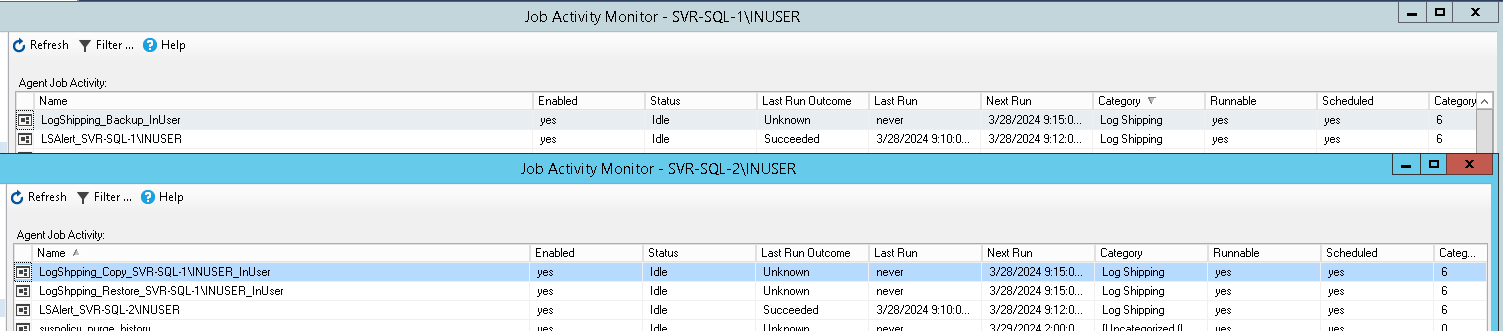 Job Activity Monitor - SVR-SQL-1\INUSER
Refresh Filter ... Help
Agent Job Activity:
Name Enabled Status Last Run Outcome Last Run Next Run Category Runnable Scheduled Category
LogShipping_Backup_InUser yes Idle Unknown never 3/28/2024 9:15:0... Log Shipping yes yes 6
LSAlert_SVR-SQL-1\INUSER yes Idle Succeeded 3/28/2024 9:10:0... 3/28/2024 9:12:0... Log Shipping yes yes 6
Job Activity Monitor - SVR-SQL-2\INUSER
Refresh Filter ... Help
Agent Job Activity:
Name Enabled Status Last Run Outcome Last Run Next Run Category Runnable Scheduled Categ...
LogShpping_Copy_SVR-SQL-1\INUSER_InUser yes Idle Unknown never 3/28/2024 9:15:0... Log Shipping yes yes 6
LogShpping_Restore_SVR-SQL-1\INUSER_InUser yes Idle Unknown never 3/28/2024 9:15:0... Log Shipping yes yes 6
LSAlert_SVR-SQL-2\INUSER yes Idle Succeeded 3/28/2024 9:10:0... 3/28/2024 9:12:0... Log Shipping yes yes 6
syspolicy_purge_history yes Idle Unknown never 3/29/2024 2:00:0... [Uncategorized (L... yes yes 0